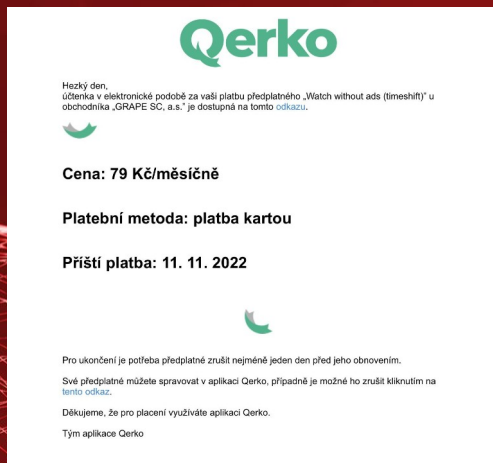 Qerko
Hezký den,
účtenka v elektronické podobě za vaši platbu předplatného „Watch without ads (timeshift)" u
obchodníka „GRAPE SC, a.s." je dostupná na tomto odkazu.
Cena: 79 Kč/měsíčně
Platební metoda: platba kartou
Příští platba: 11. 11. 2022
Pro ukončení je potřeba předplatné zrušit nejméně jeden den před jeho obnovením.
Své předplatné můžete spravovat v aplikaci Qerko, případně je možné ho zrušit kliknutím na
tento odkaz.
Děkujeme, že pro placení využíváte aplikaci Qerko.
Tým aplikace Qerko